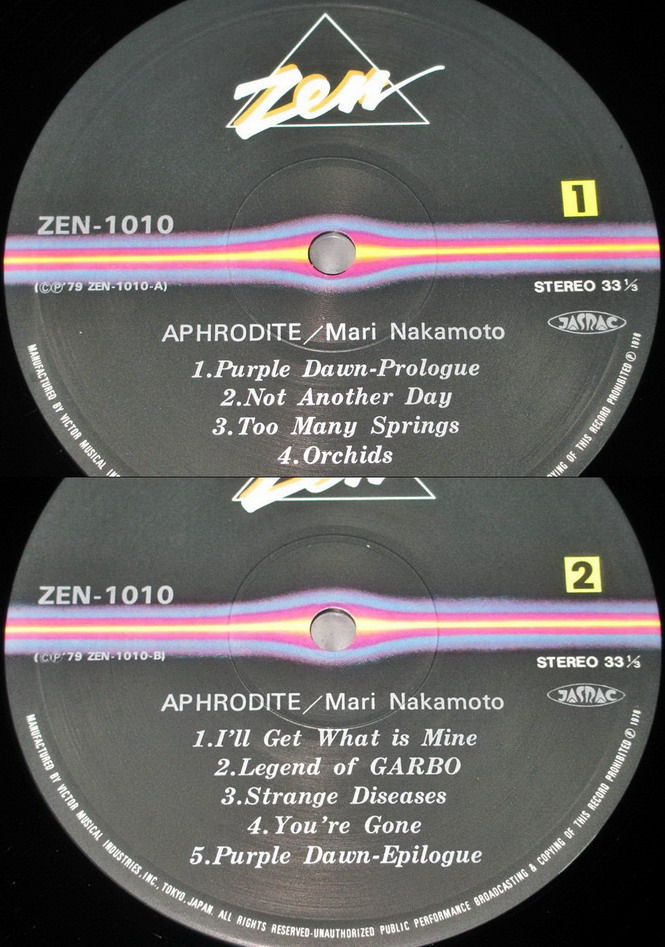 Zen
1
ZEN-1010
(ⒸⓅ'79 ZEN-1010-A)
STEREO 33⅓
JASRAC
APHRODITE/Mari Nakamoto
1.Purple Dawn-Prologue
2.Not Another Day
3.Too Many Springs
4.Orchids
MANUFACTURED BY VICTOR MUSICAL
OF THIS RECORD PROHIBITED Ⓟ 1978
2
ZEN-1010
(ⒸⓅ'79 ZEN-1010-B)
STEREO 33⅓
JASRAC
APHRODITE/Mari Nakamoto
1.I'll Get What is Mine
2.Legend of GARBO
3.Strange Diseases
4.You're Gone
5.Purple Dawn-Epilogue
MANUFACTURED BY VICTOR MUSICAL INDUSTRIES, INC., TOKYO, JAPAN. ALL RIGHTS RESERVED-UNAUTHORIZED PUBLIC PERFORMANCE BROADCASTING & COPYING OF THIS RECORD PROHIBITED Ⓟ 1978